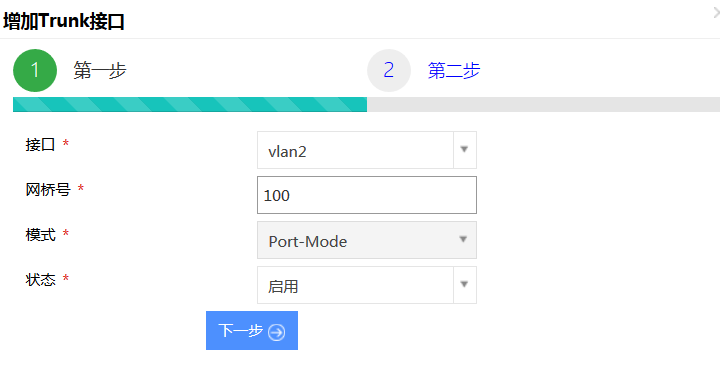 增加Trunk接口
1 第一步 2 第二步
接口 * vlan2
网桥号 * 100
模式 * Port-Mode
状态 * 启用
下一步